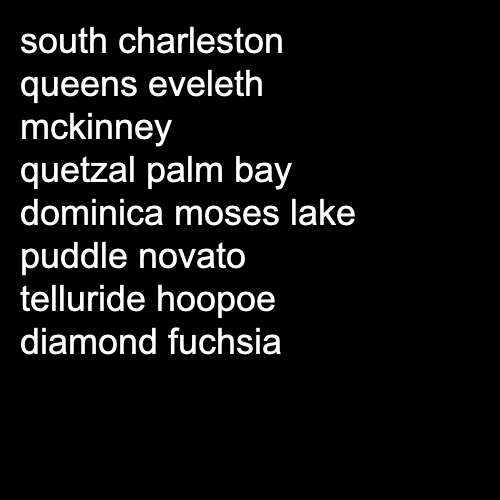 south charleston
queens eveleth
mckinney
quetzal palm bay
dominica moses lake
puddle novato
telluride hoopoe
diamond fuchsia